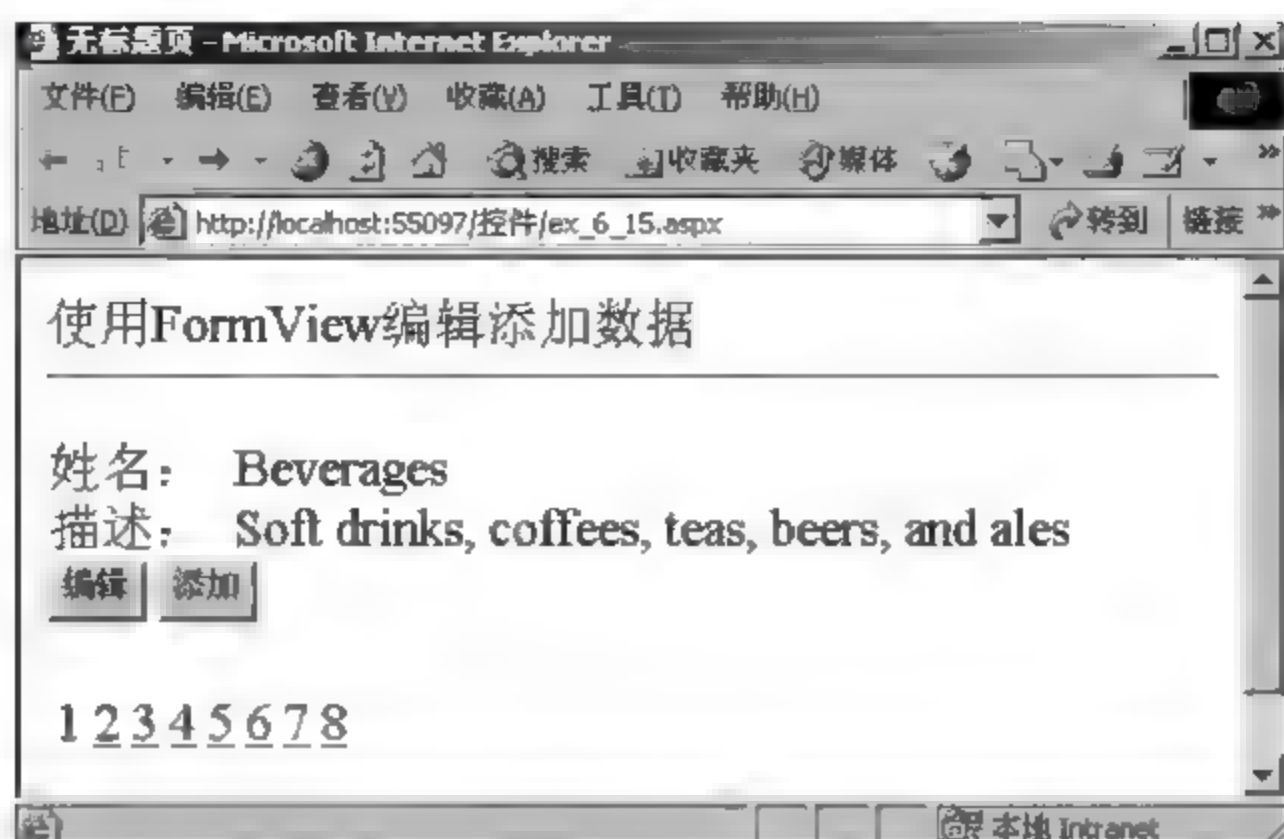 无标题页 - Microsoft Internet Explorer
文件(F) 编辑(E) 查看(V) 收藏(A) 工具(T) 帮助(H)
搜索 收藏夹 媒体
地址(D) http://localhost:55097/控件/ex_6_15.aspx 转到 链接
使用FormView编辑添加数据
姓名： Beverages
描述： Soft drinks, coffees, teas, beers, and ales
编辑 添加
1 2 3 4 5 6 7 8
本地 Intranet